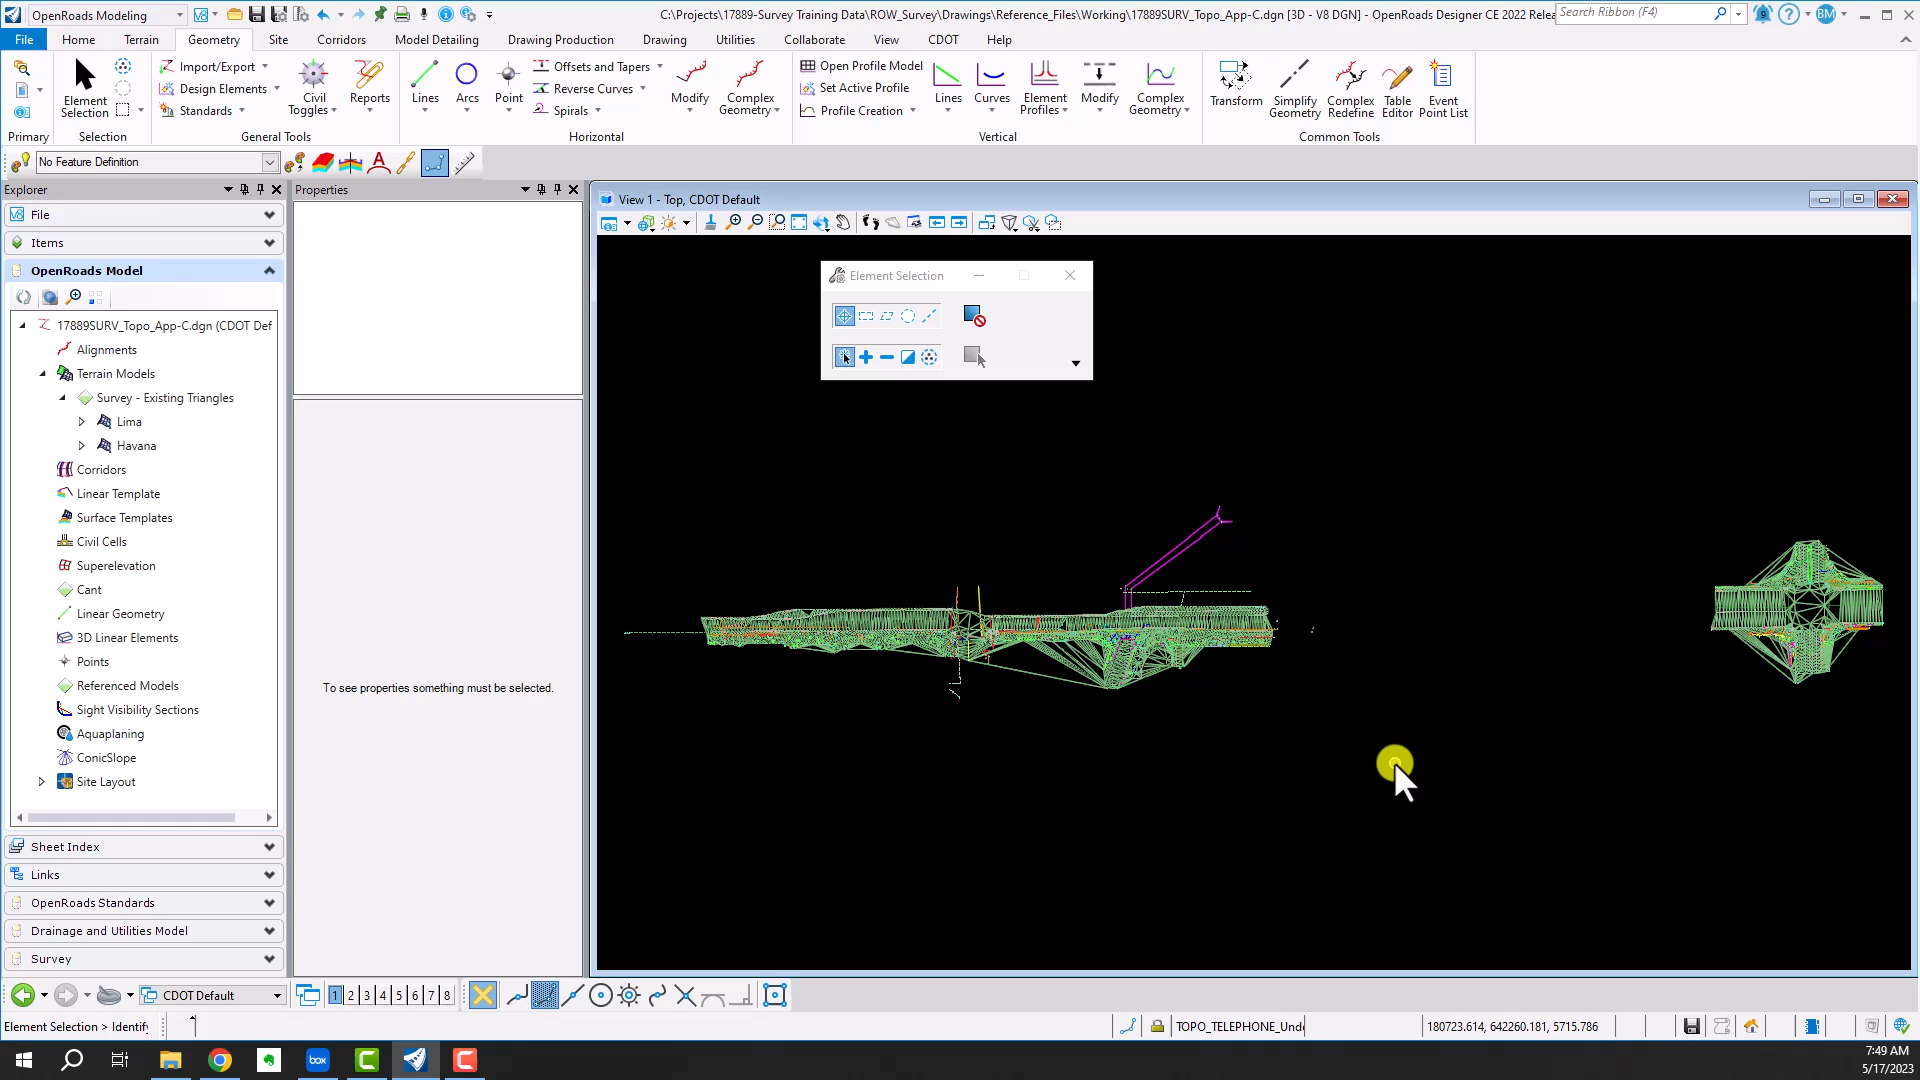 OpenRoads Modeling
C:\Projects\17889-Survey Training Data\ROW_Survey\Drawings\Reference_Files\Working\17889SURV_Topo_App-C.dgn [3D - V8 DGN] - OpenRoads Designer CE 2022 Relea
Search Ribbon (F4)
BM
File
Home
Terrain
Geometry
Site
Corridors
Model Detailing
Drawing Production
Drawing
Utilities
Collaborate
View
CDOT
Help
Element
Selection
Import/Export
Design Elements
Standards
Civil
Toggles
Reports
Lines
Arcs
Point
Offsets and Tapers
Reverse Curves
Spirals
Modify
Complex
Geometry
Open Profile Model
Set Active Profile
Profile Creation
Lines
Curves
Element
Profiles
Modify
Complex
Geometry
Transform
Simplify
Geometry
Complex
Redefine
Table
Editor
Event
Point List
Primary
Selection
General Tools
Horizontal
Vertical
Common Tools
No Feature Definition
Explorer
Properties
View 1 - Top, CDOT Default
File
Items
OpenRoads Model
17889SURV_Topo_App-C.dgn (CDOT Def
Alignments
Terrain Models
Survey - Existing Triangles
Lima
Havana
Corridors
Linear Template
Surface Templates
Civil Cells
Superelevation
Cant
Linear Geometry
3D Linear Elements
Points
Referenced Models
Sight Visibility Sections
Aquaplaning
ConicSlope
Site Layout
Sheet Index
Links
OpenRoads Standards
Drainage and Utilities Model
Survey
To see properties something must be selected.
Element Selection
CDOT Default
1 2 3 4 5 6 7 8
Element Selection > Identify
TOPO_TELEPHONE_Und
180723.614, 642260.181, 5715.786
box
7:49 AM
5/17/2023